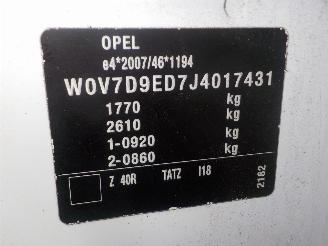 OPEL
e4*2007/46*1194
W0V7D9ED7J4017431
1770 kg
2610 kg
1-0920 kg
2-0860 kg
Z 40R TATZ I18
2182